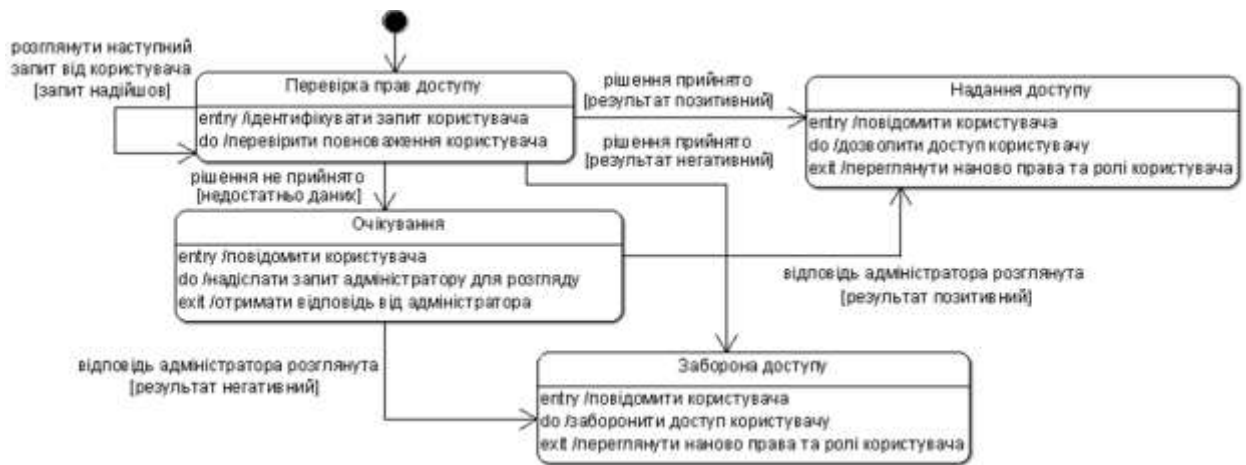 розглянути наступний
запит від користувача
[запит надійшов]
Перевірка прав доступу
entry /ідентифікувати запит користувача
do /перевірити повноваження користувача
рішення прийнято
[результат позитивний]
рішення прийнято
[результат негативний]
Надання доступу
entry /повідомити користувача
do /дозволити доступ користувачу
exit /переглянути наново права та ролі користувача
рішення не прийнято
[недостатньо даних]
Очікування
entry /повідомити користувача
do /надіслати запит адміністратору для розгляду
exit /отримати відповідь від адміністратора
відповідь адміністратора розглянута
[результат позитивний]
відповідь адміністратора розглянута
[результат негативний]
Заборона доступу
entry /повідомити користувача
do /заборонити доступ користувачу
exit /переглянути наново права та ролі користувача